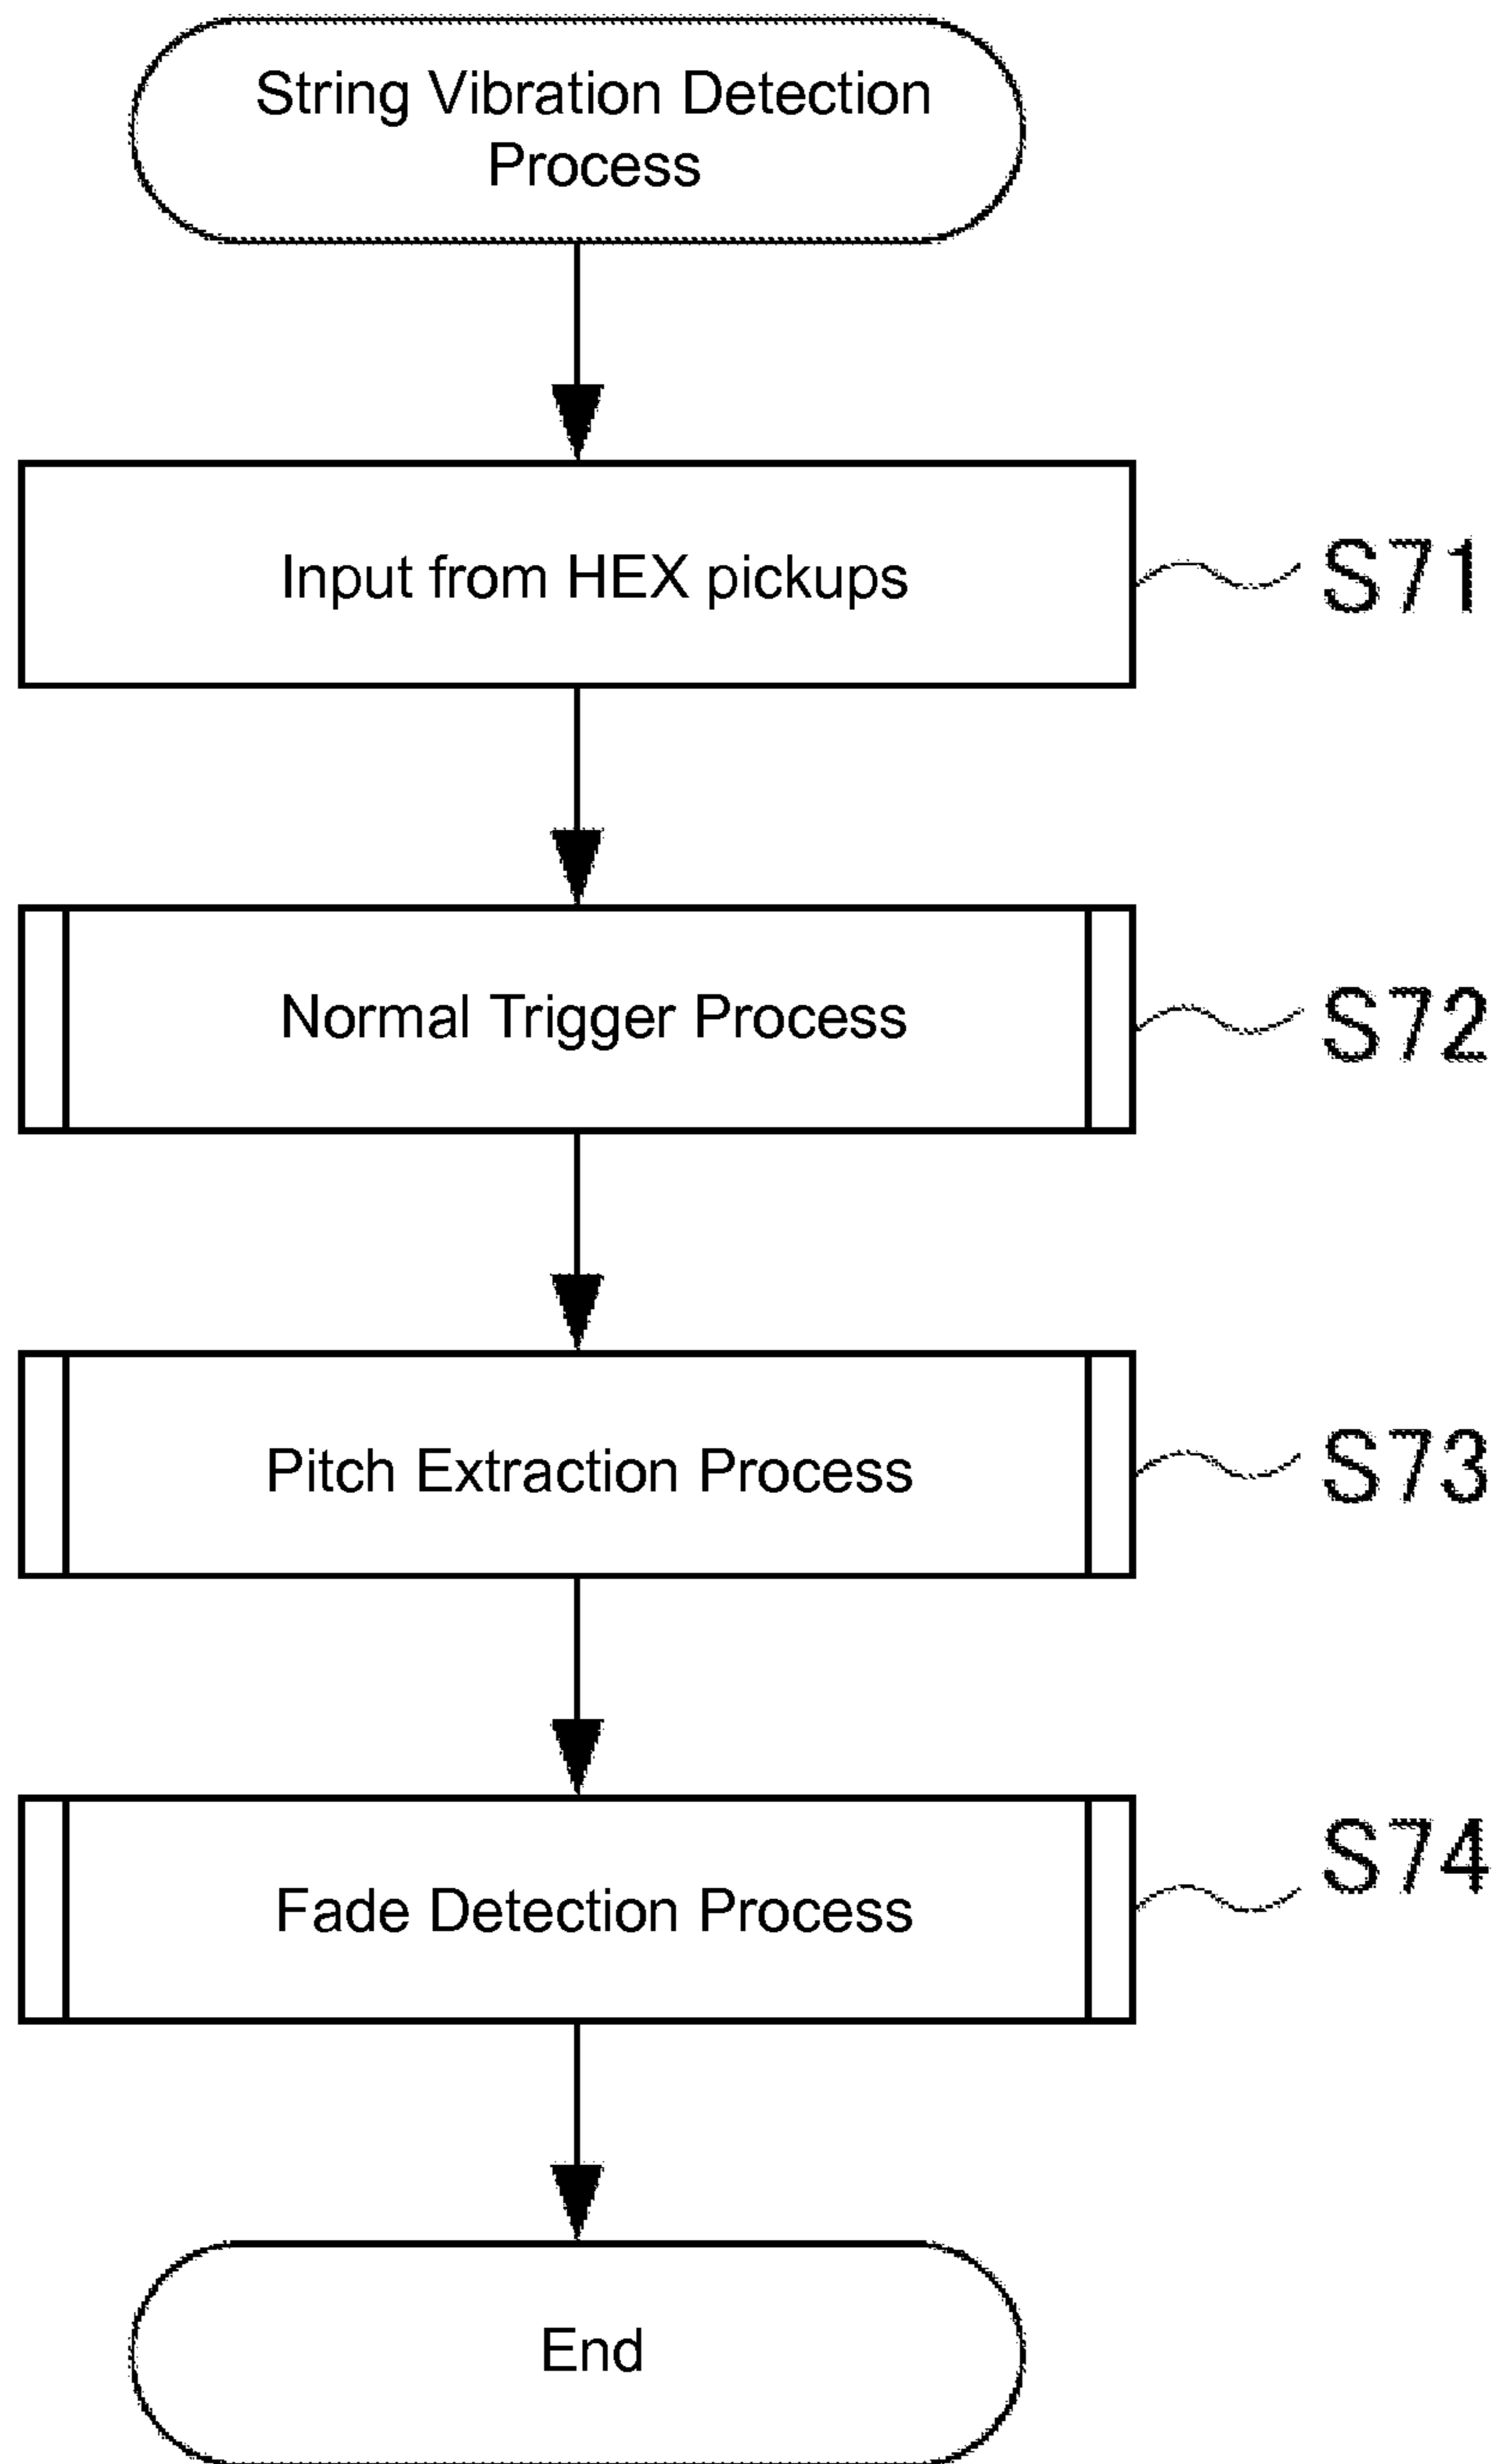 String Vibration Detection
Process
Input from HEX pickups
S71
Normal Trigger Process
S72
Pitch Extraction Process
S73
Fade Detection Process
S74
End